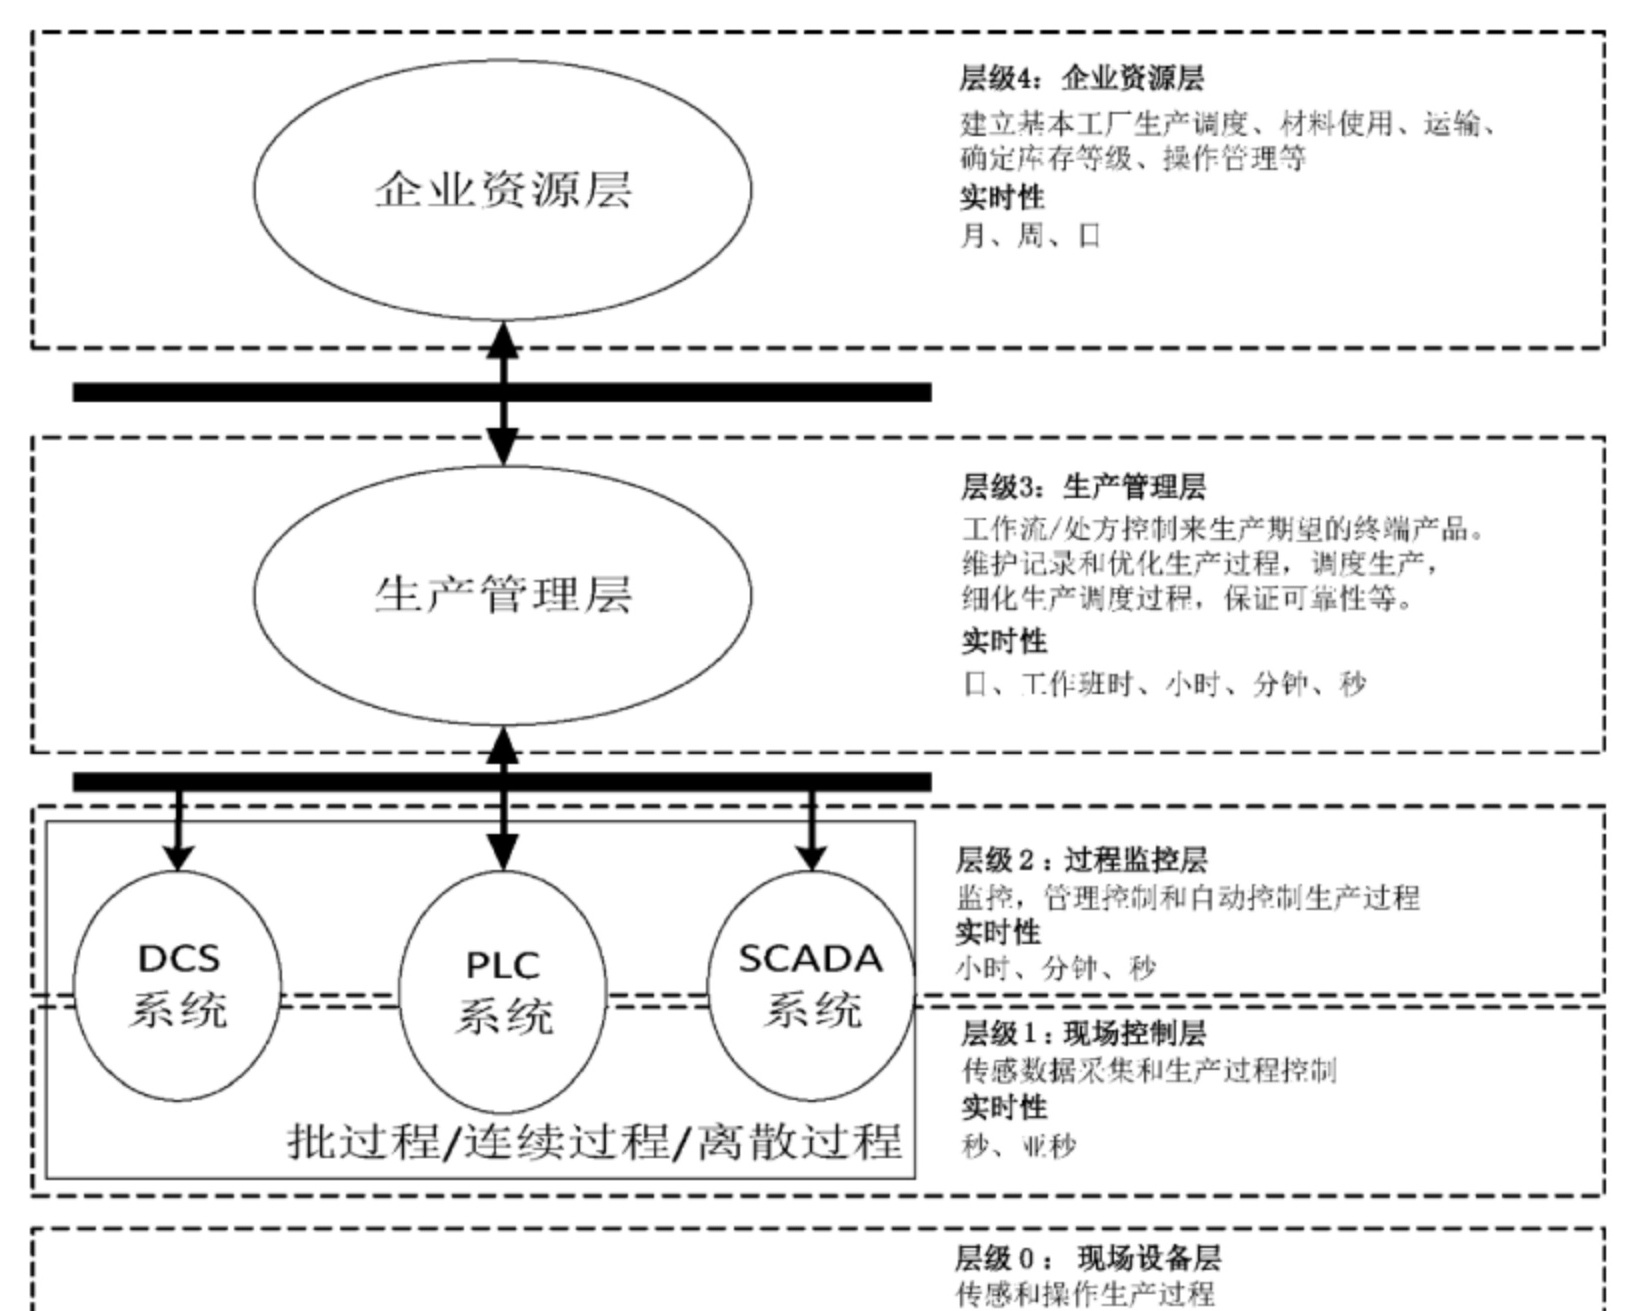 企业资源层
层级4：企业资源层
建立基本工厂生产调度、材料使用、运输、
确定库存等级、操作管理等
实时性
月、周、日
生产管理层
层级3：生产管理层
工作流/处方控制来生产期望的终端产品。
维护记录和优化生产过程，调度生产，
细化生产调度过程，保证可靠性等。
实时性
日、工作班时、小时、分钟、秒
DCS
系统
PLC
系统
SCADA
系统
批过程/连续过程/离散过程
层级2：过程监控层
监控，管理控制和自动控制生产过程
实时性
小时、分钟、秒
层级1：现场控制层
传感数据采集和生产过程控制
实时性
秒、亚秒
层级0： 现场设备层
传感和操作生产过程